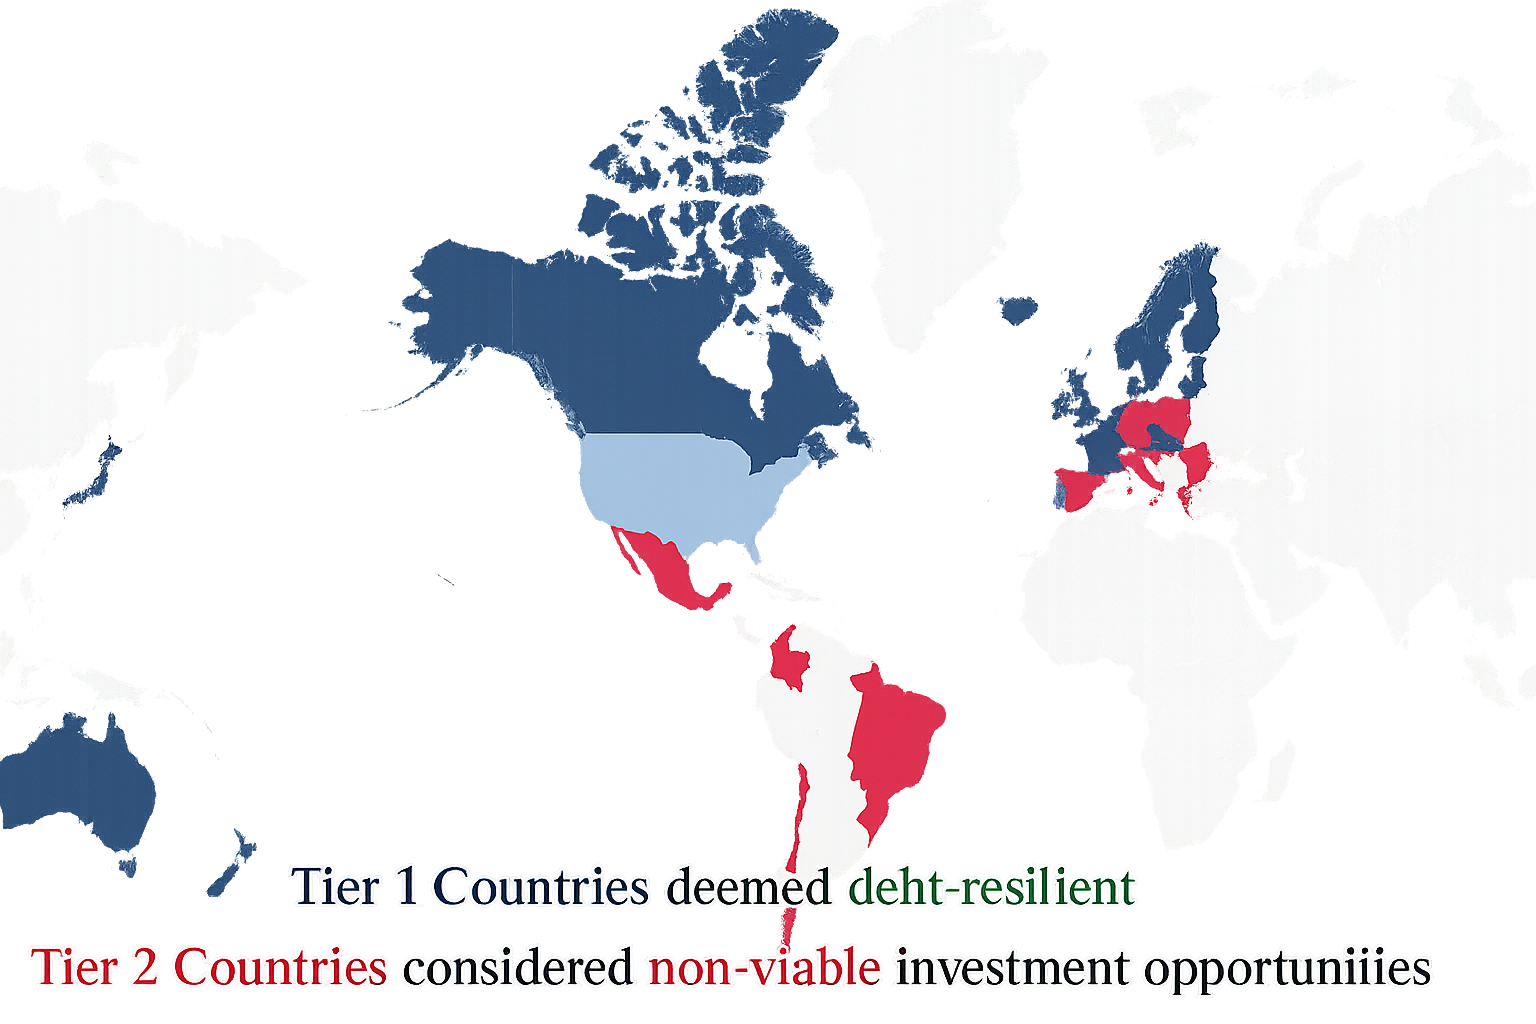 Tier 1 Countries deemed deht-resilient
Tier 2 Countries considered non-viable investment opportuniiies